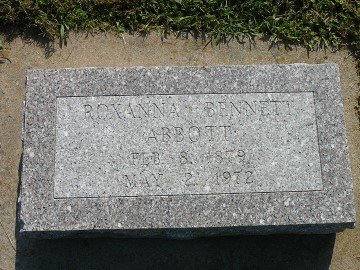 ROXANNA BENNETT
ABBOTT
FEB. 8, 1879
MAY 2, 1972